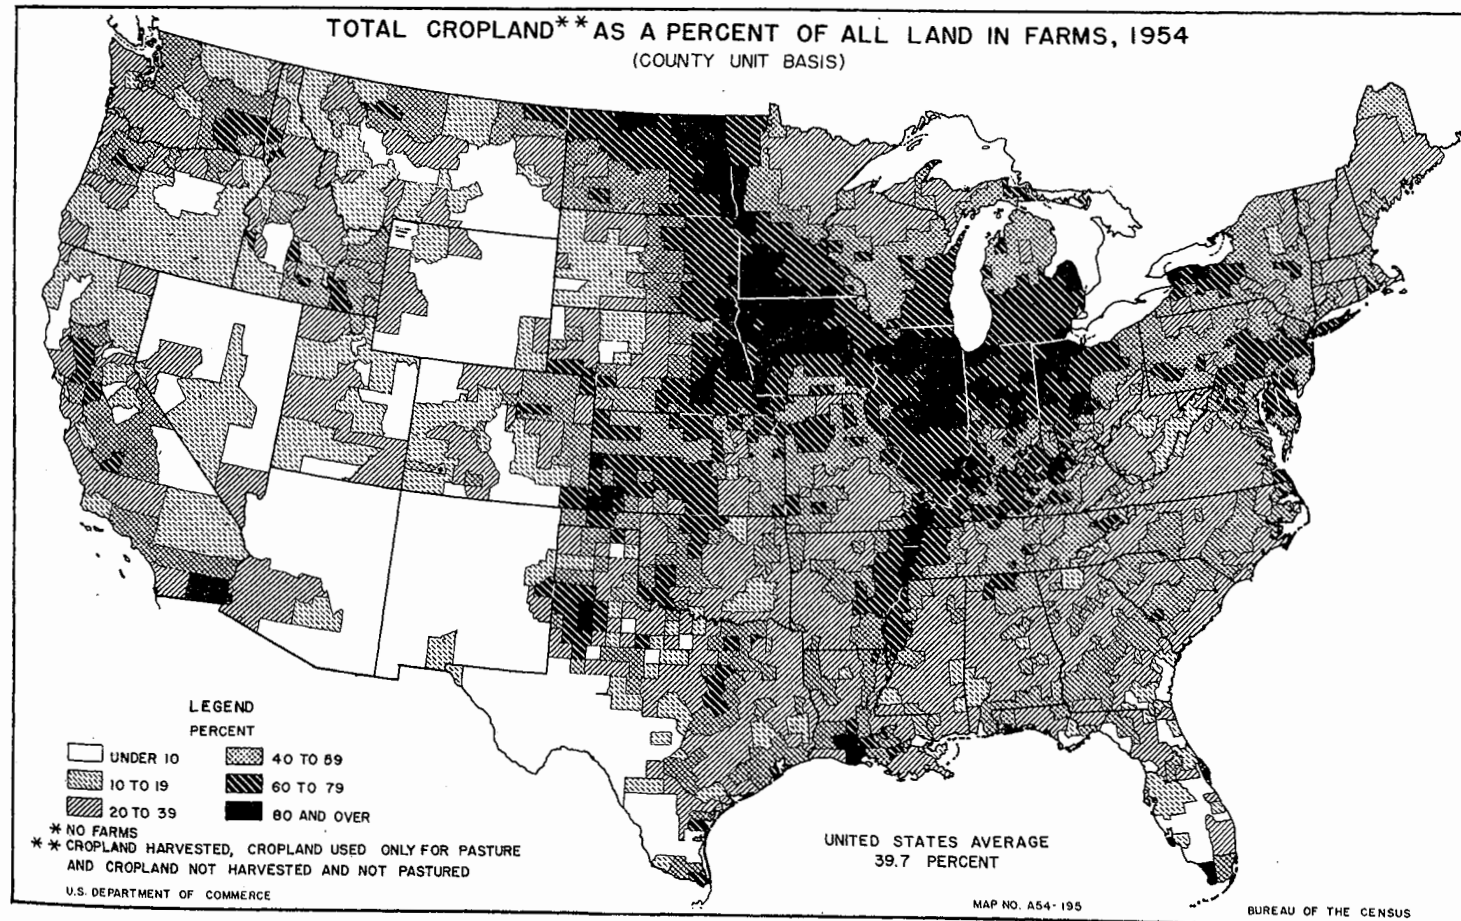 TOTAL CROPLAND** AS A PERCENT OF ALL LAND IN FARMS, 1954
(COUNTY UNIT BASIS)
LEGEND
PERCENT
UNDER 10
10 TO 19
20 TO 39
40 TO 59
60 TO 79
80 AND OVER
* NO FARMS
** CROPLAND HARVESTED, CROPLAND USED ONLY FOR PASTURE
AND CROPLAND NOT HARVESTED AND NOT PASTURED
U.S. DEPARTMENT OF COMMERCE
UNITED STATES AVERAGE
39.7 PERCENT
MAP NO. A54-195
BUREAU OF THE CENSUS